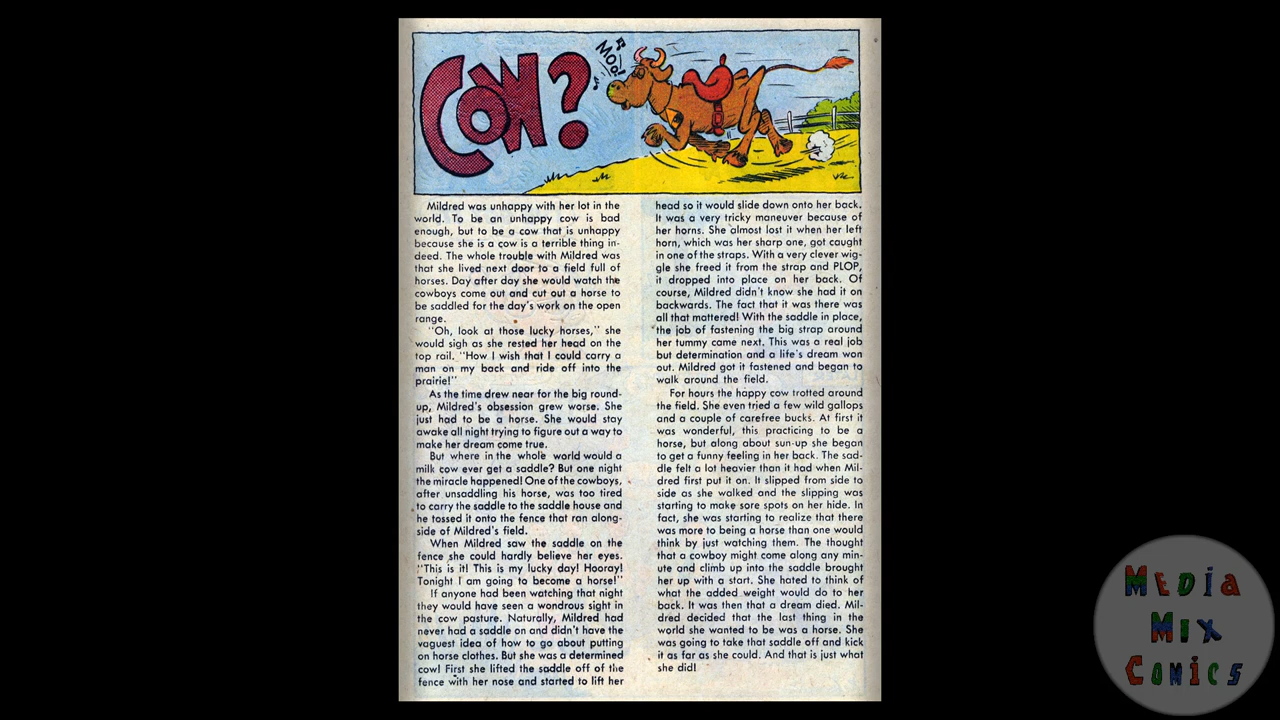 COW?
Moo!
Mildred was unhappy with her lot in the
world. To be an unhappy cow is bad
enough, but to be a cow that is unhappy
because she is a cow is a terrible thing in-
deed. The whole trouble with Mildred was
that she lived next door to a field full of
horses. Day after day she would watch the
cowboys come out and cut out a horse to
be saddled for the day's work on the open
range.
"Oh, look at those lucky horses," she
would sigh as she rested her head on the
top rail. "How I wish that I could carry a
man on my back and ride off into the
prairie!"
As the time drew near for the big round-
up, Mildred's obsession grew worse. She
just had to be a horse. She would stay
awake all night trying to figure out a way to
make her dream come true.
But where in the whole world would a
milk cow ever get a saddle? But one night
the miracle happened! One of the cowboys,
after unsaddling his horse, was too tired
to carry the saddle to the saddle house and
he tossed it onto the fence that ran along-
side of Mildred's field.
When Mildred saw the saddle on the
fence she could hardly believe her eyes.
"This is it! This is my lucky day! Hooray!
Tonight I am going to become a horse!"
If anyone had been watching that night
they would have seen a wondrous sight in
the cow pasture. Naturally, Mildred had
never had a saddle on and didn't have the
vaguest idea of how to go about putting
on horse clothes. But she was a determined
cow! First she lifted the saddle off of the
fence with her nose and started to lift her
head so it would slide down onto her back.
It was a very tricky maneuver because of
her horns. She almost lost it when her left
horn, which was her sharp one, got caught
in one of the straps. With a very clever wig-
gle she freed it from the strap and PLOP,
it dropped into place on her back. Of
course, Mildred didn't know she had it on
backwards. The fact that it was there was
all that mattered! With the saddle in place,
the job of fastening the big strap around
her tummy came next. This was a real job
but determination and a life's dream won
out. Mildred got it fastened and began to
walk around the field.
For hours the happy cow trotted around
the field. She even tried a few wild gallops
and a couple of carefree bucks. At first it
was wonderful, this practicing to be a
horse, but along about sun-up she began
to get a funny feeling in her back. The sad-
dle felt a lot heavier than it had when Mil-
dred first put it on. It slipped from side to
side as she walked and the slipping was
starting to make sore spots on her hide. In
fact, she was starting to realize that there
was more to being a horse than one would
think by just watching them. The thought
that a cowboy might come along any min-
ute and climb up into the saddle brought
her up with a start. She hated to think of
what the added weight would do to her
back. It was then that a dream died. Mil-
dred decided that the last thing in the
world she wanted to be was a horse. She
was going to take that saddle off and kick
it as far as she could. And that is just what
she did!
MEDiA
MiX
COMiCS